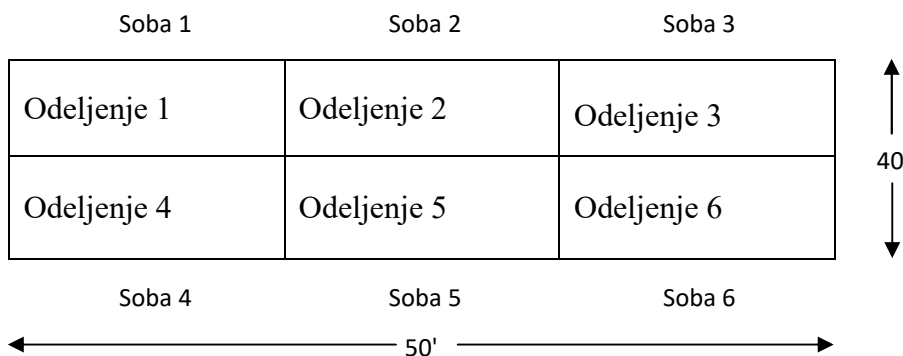 Soba 1 Soba 2 Soba 3
Odeljenje 1 Odeljenje 2 Odeljenje 3
40
Odeljenje 4 Odeljenje 5 Odeljenje 6
Soba 4 Soba 5 Soba 6
50'